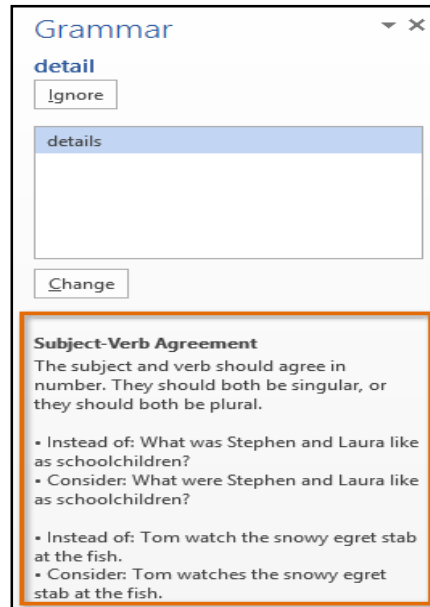 Grammar
detail
Ignore
details
Change
Subject-Verb Agreement
The subject and verb should agree in
number. They should both be singular, or
they should both be plural.
▪ Instead of: What was Stephen and Laura like
as schoolchildren?
▪ Consider: What were Stephen and Laura like
as schoolchildren?
▪ Instead of: Tom watch the snowy egret stab
at the fish.
▪ Consider: Tom watches the snowy egret
stab at the fish.